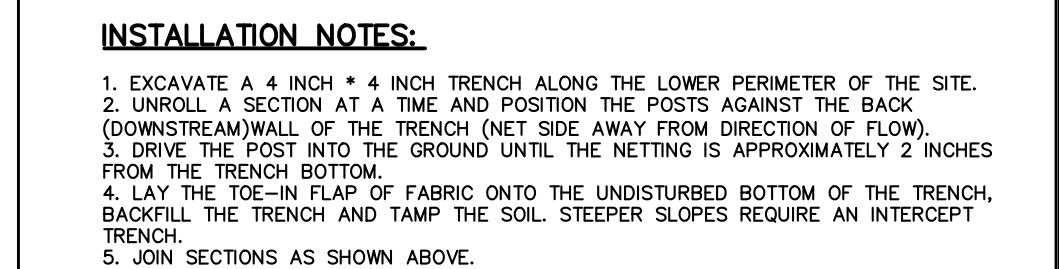 INSTALLATION NOTES:
1. EXCAVATE A 4 INCH * 4 INCH TRENCH ALONG THE LOWER PERIMETER OF THE SITE.
2. UNROLL A SECTION AT A TIME AND POSITION THE POSTS AGAINST THE BACK
(DOWNSTREAM)WALL OF THE TRENCH (NET SIDE AWAY FROM DIRECTION OF FLOW).
3. DRIVE THE POST INTO THE GROUND UNTIL THE NETTING IS APPROXIMATELY 2 INCHES
FROM THE TRENCH BOTTOM.
4. LAY THE TOE-IN FLAP OF FABRIC ONTO THE UNDISTURBED BOTTOM OF THE TRENCH,
BACKFILL THE TRENCH AND TAMP THE SOIL. STEEPER SLOPES REQUIRE AN INTERCEPT
TRENCH.
5. JOIN SECTIONS AS SHOWN ABOVE.